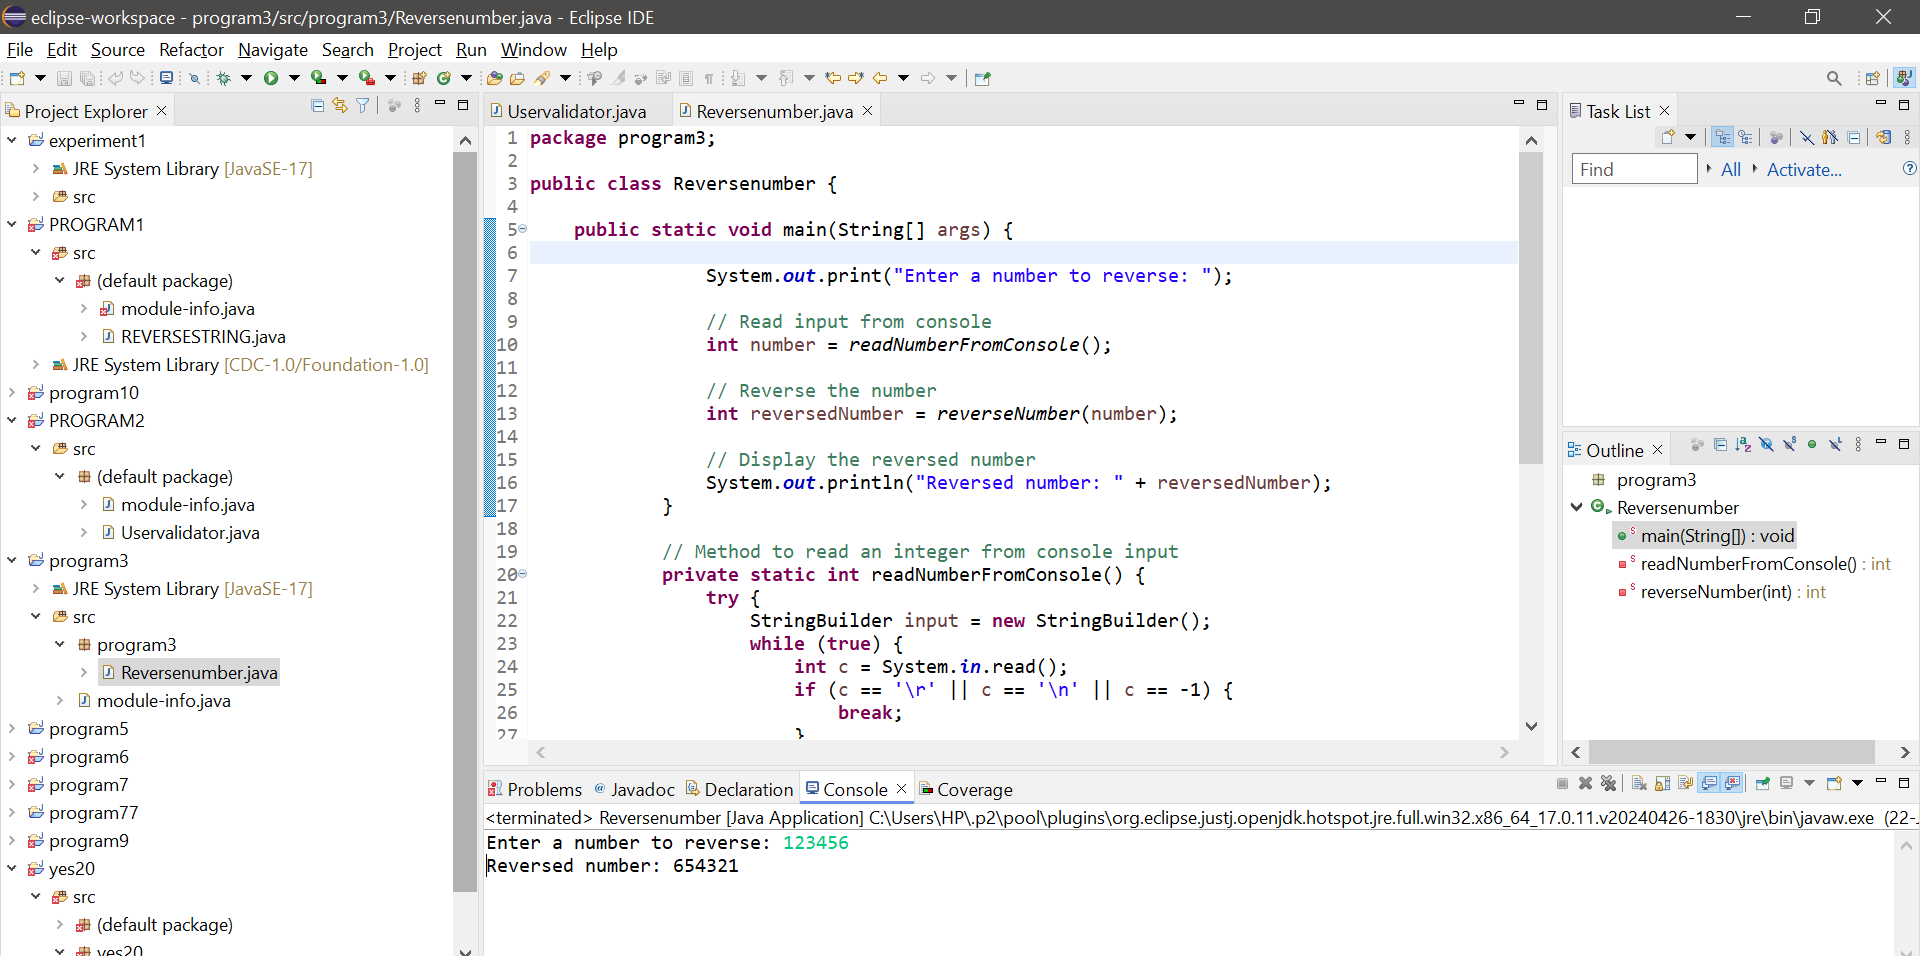 eclipse-workspace - program3/src/program3/Reversenumber.java - Eclipse IDE
File Edit Source Refactor Navigate Search Project Run Window Help
Project Explorer
experiment1
JRE System Library [JavaSE-17]
src
PROGRAM1
src
(default package)
module-info.java
REVERSESTRING.java
JRE System Library [CDC-1.0/Foundation-1.0]
program10
PROGRAM2
src
(default package)
module-info.java
Uservalidator.java
program3
JRE System Library [JavaSE-17]
src
program3
Reversenumber.java
module-info.java
program5
program6
program7
program77
program9
yes20
src
(default package)
yes20
Uservalidator.java Reversenumber.java
1 package program3;
2
3 public class Reversenumber {
4
5 public static void main(String[] args) {
6
7 System.out.print("Enter a number to reverse: ");
8
9 // Read input from console
10 int number = readNumberFromConsole();
11
12 // Reverse the number
13 int reversedNumber = reverseNumber(number);
14
15 // Display the reversed number
16 System.out.println("Reversed number: " + reversedNumber);
17 }
18
19 // Method to read an integer from console input
20 private static int readNumberFromConsole() {
21 try {
22 StringBuilder input = new StringBuilder();
23 while (true) {
24 int c = System.in.read();
25 if (c == '\r' || c == '\n' || c == -1) {
26 break;
27 }
Task List
Find All Activate...
Outline
program3
Reversenumber
main(String[]) : void
readNumberFromConsole() : int
reverseNumber(int) : int
Problems Javadoc Declaration Console Coverage
<terminated> Reversenumber [Java Application] C:\Users\HP\.p2\pool\plugins\org.eclipse.justj.openjdk.hotspot.jre.full.win32.x86_64_17.0.11.v20240426-1830\jre\bin\javaw.exe (22-
Enter a number to reverse: 123456
Reversed number: 654321